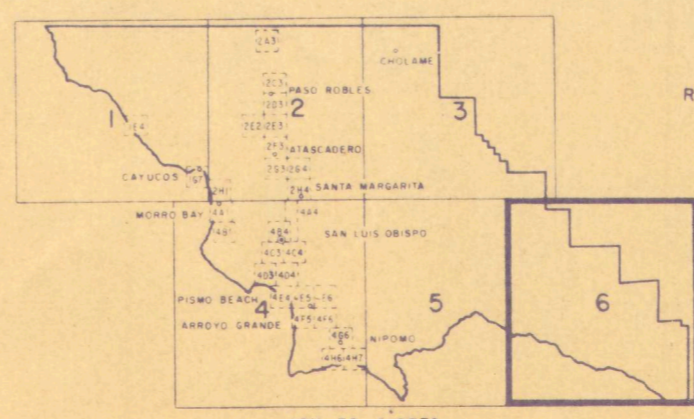 2A3
CHOLAME
2C3
PASO ROBLES
2D3
1
2
3
R
1E4
2E2 2E3
2F3
ATASCADERO
2G3 2G4
CAYUCOS
2H1
2H4
SANTA MARGARITA
MORRO BAY
4A1
4A4
4B1
4B4
SAN LUIS OBISPO
4C3 4C4
4D3 4D4
PISMO BEACH
4E4 4E5 4E6
4
5
6
ARROYO GRANDE
4F5 4F6
4G6
NIPOMO
4H6 4H7